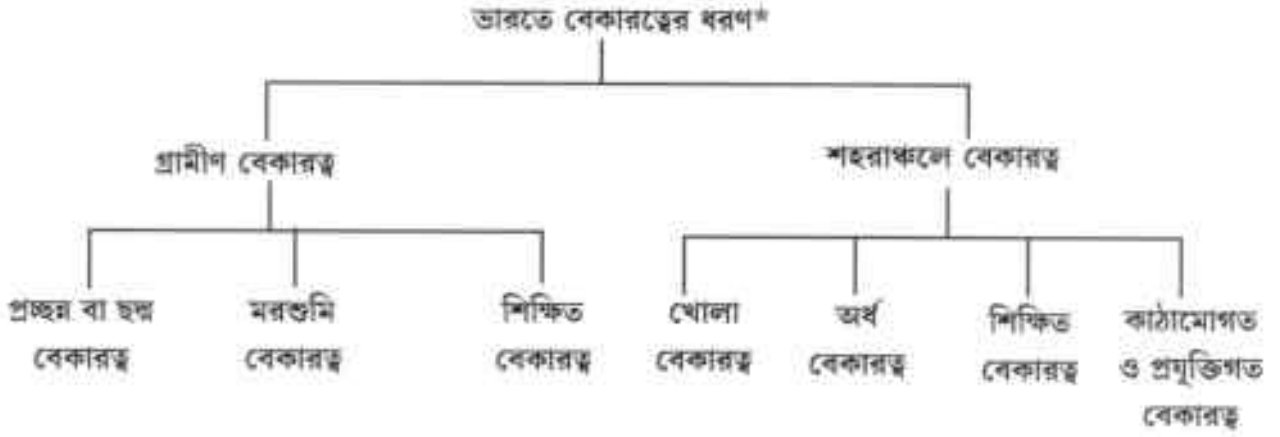 ভারতে বেকারত্বের ধরণ*
গ্রামীণ বেকারত্ব
শহরাঞ্চলে বেকারত্ব
প্রচ্ছন্ন বা ছদ্ম
বেকারত্ব
মরশুমি
বেকারত্ব
শিক্ষিত
বেকারত্ব
খোলা
বেকারত্ব
অর্ধ
বেকারত্ব
শিক্ষিত
বেকারত্ব
কাঠামোগত
ও প্রযুক্তিগত
বেকারত্ব